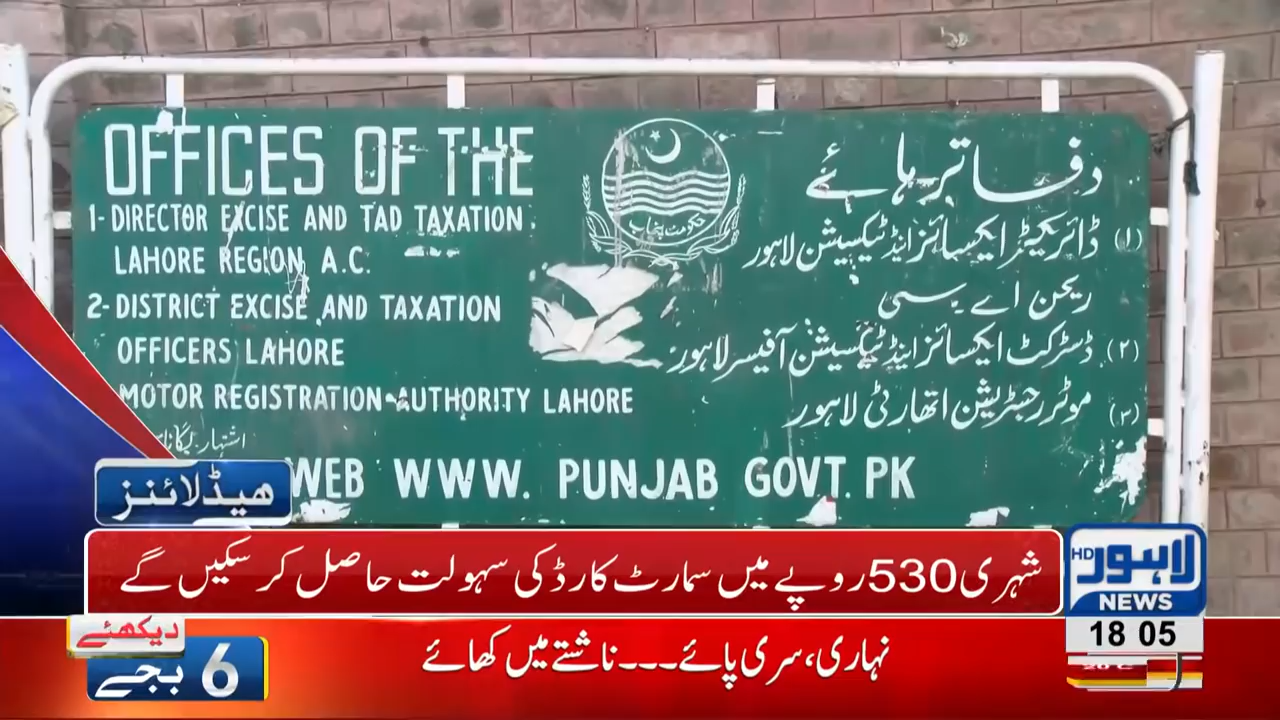 OFFICES OF THE
1- DIRECTOR EXCISE AND TAD TAXATION
LAHORE REGION A.C.
2- DISTRICT EXCISE AND TAXATION
OFFICERS LAHORE
MOTOR REGISTRATION AUTHORITY LAHORE
WEB WWW. PUNJAB GOVT. PK
حکومت پنجاب
دفاتر ہائے
(۱) ڈائریکٹر ایکسائز اینڈ ٹیکسیشن لاہور
ریجن اے سی
(۲) ڈسٹرکٹ ایکسائز اینڈ ٹیکسیشن آفیسر لاہور
(۳) موٹر رجسٹریشن اتھارٹی لاہور
اشتہار لگانا
ھیڈلائنز
شہری 530 روپے میں سمارٹ کارڈ کی سہولت حاصل کر سکیں گے
لاہور HD
NEWS
18 05
دیکھئے
6 بجے
نہاری، سری پائے۔۔۔ ناشتے میں کھائے